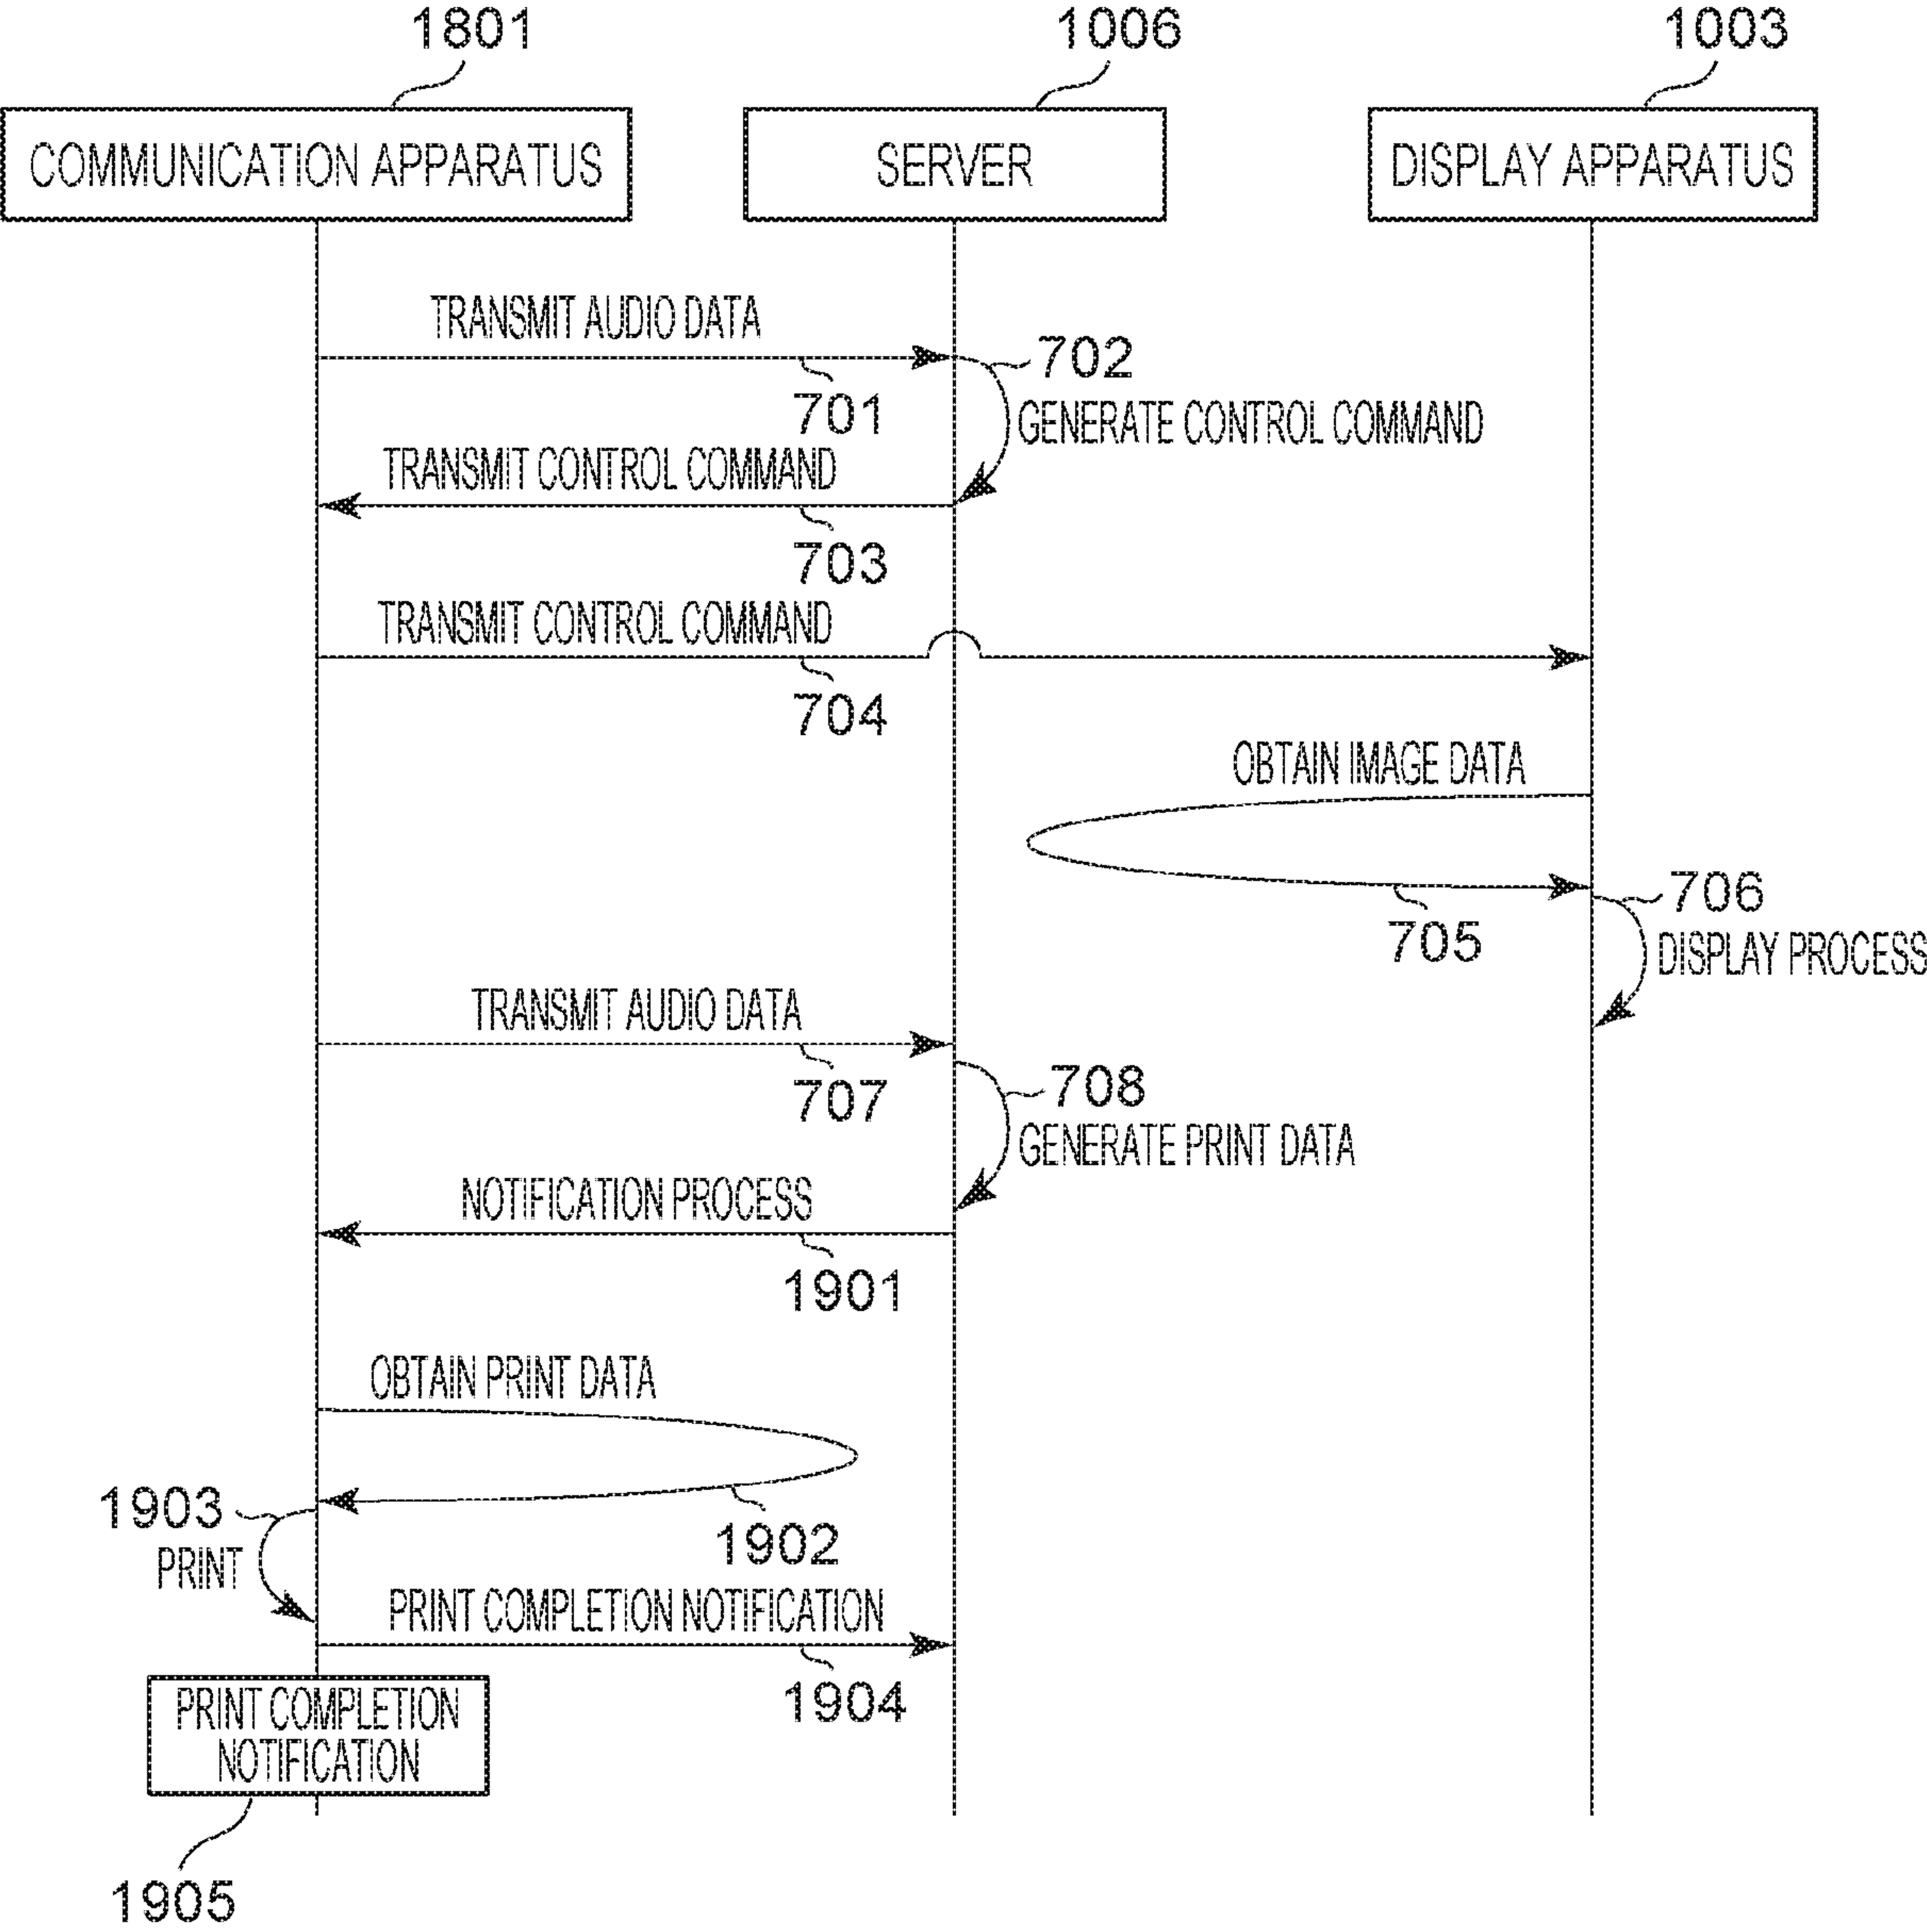 1801
1006
1003
COMMUNICATION APPARATUS
SERVER
DISPLAY APPARATUS
TRANSMIT AUDIO DATA
702
701
GENERATE CONTROL COMMAND
TRANSMIT CONTROL COMMAND
703
TRANSMIT CONTROL COMMAND
704
OBTAIN IMAGE DATA
706
705
DISPLAY PROCESS
TRANSMIT AUDIO DATA
707
708
GENERATE PRINT DATA
NOTIFICATION PROCESS
1901
OBTAIN PRINT DATA
1903
1902
PRINT
PRINT COMPLETION NOTIFICATION
1904
PRINT COMPLETION
NOTIFICATION
1905